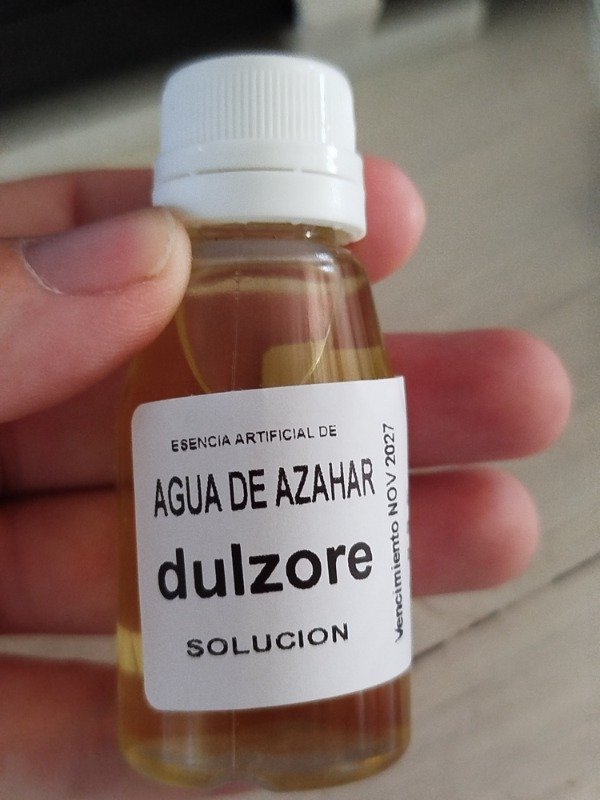 ESENCIA ARTIFICIAL DE
AGUA DE AZAHAR
dulzore
SOLUCION
Vencimiento NOV 2027